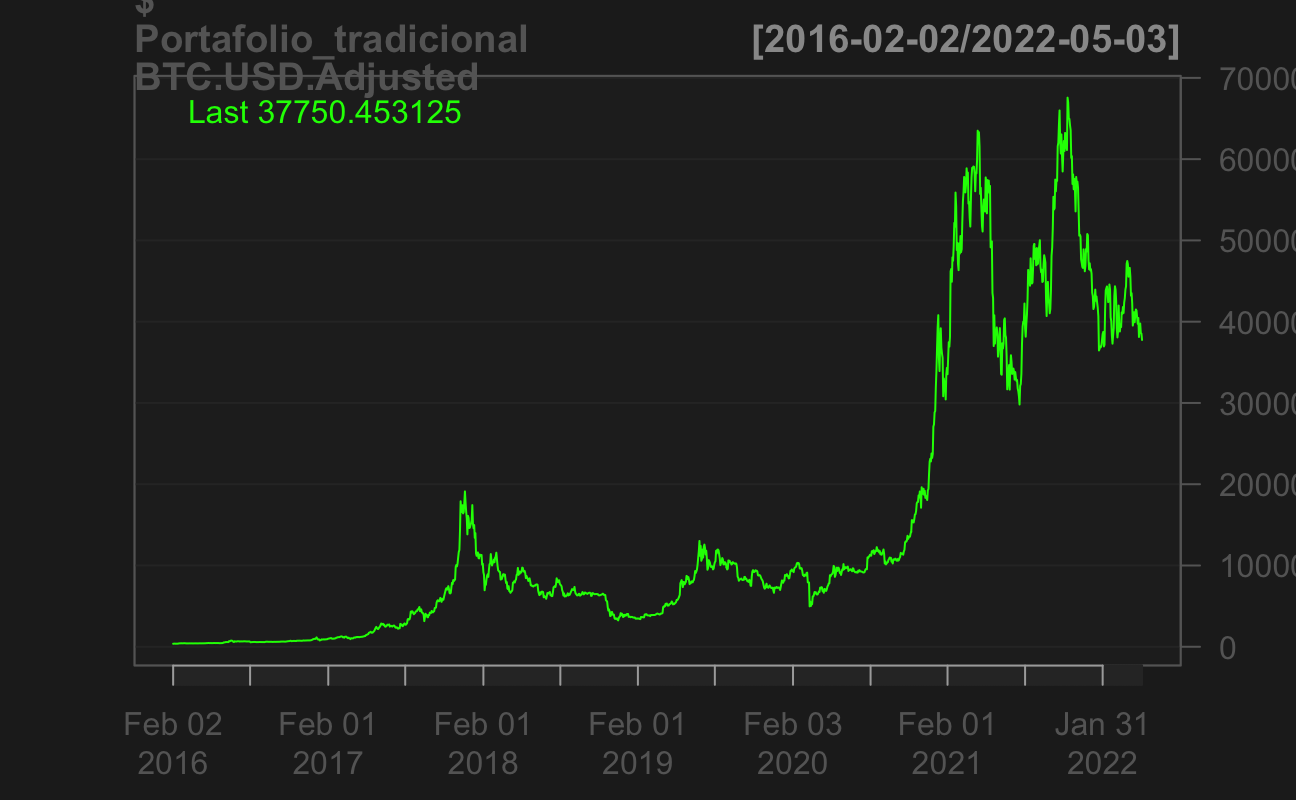 $
Portafolio_tradicional
[2016-02-02/2022-05-03]
BTC.USD.Adjusted
Last 37750.453125
70000
60000
50000
40000
30000
20000
10000
0
Feb 02 2016
Feb 01 2017
Feb 01 2018
Feb 01 2019
Feb 03 2020
Feb 01 2021
Jan 31 2022